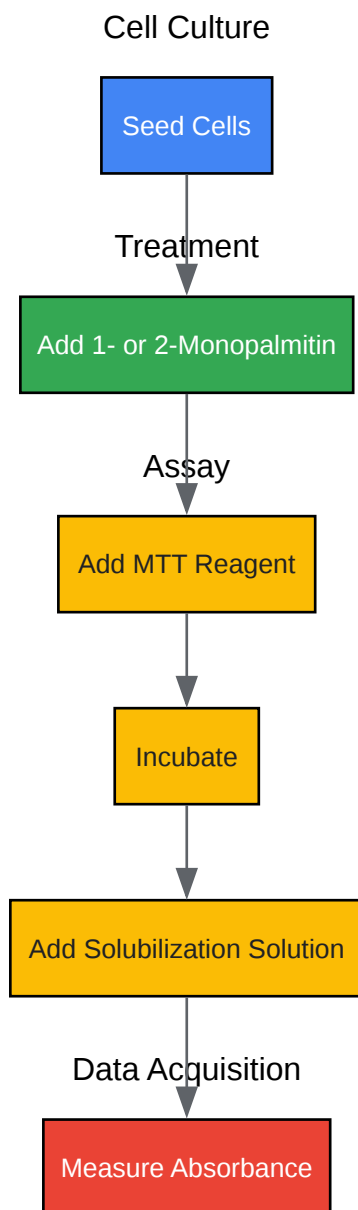 Cell Culture
Seed Cells
Treatment
Add 1- or 2-Monopalmitin
Assay
Add MTT Reagent
Incubate
Add Solubilization Solution
Data Acquisition
Measure Absorbance